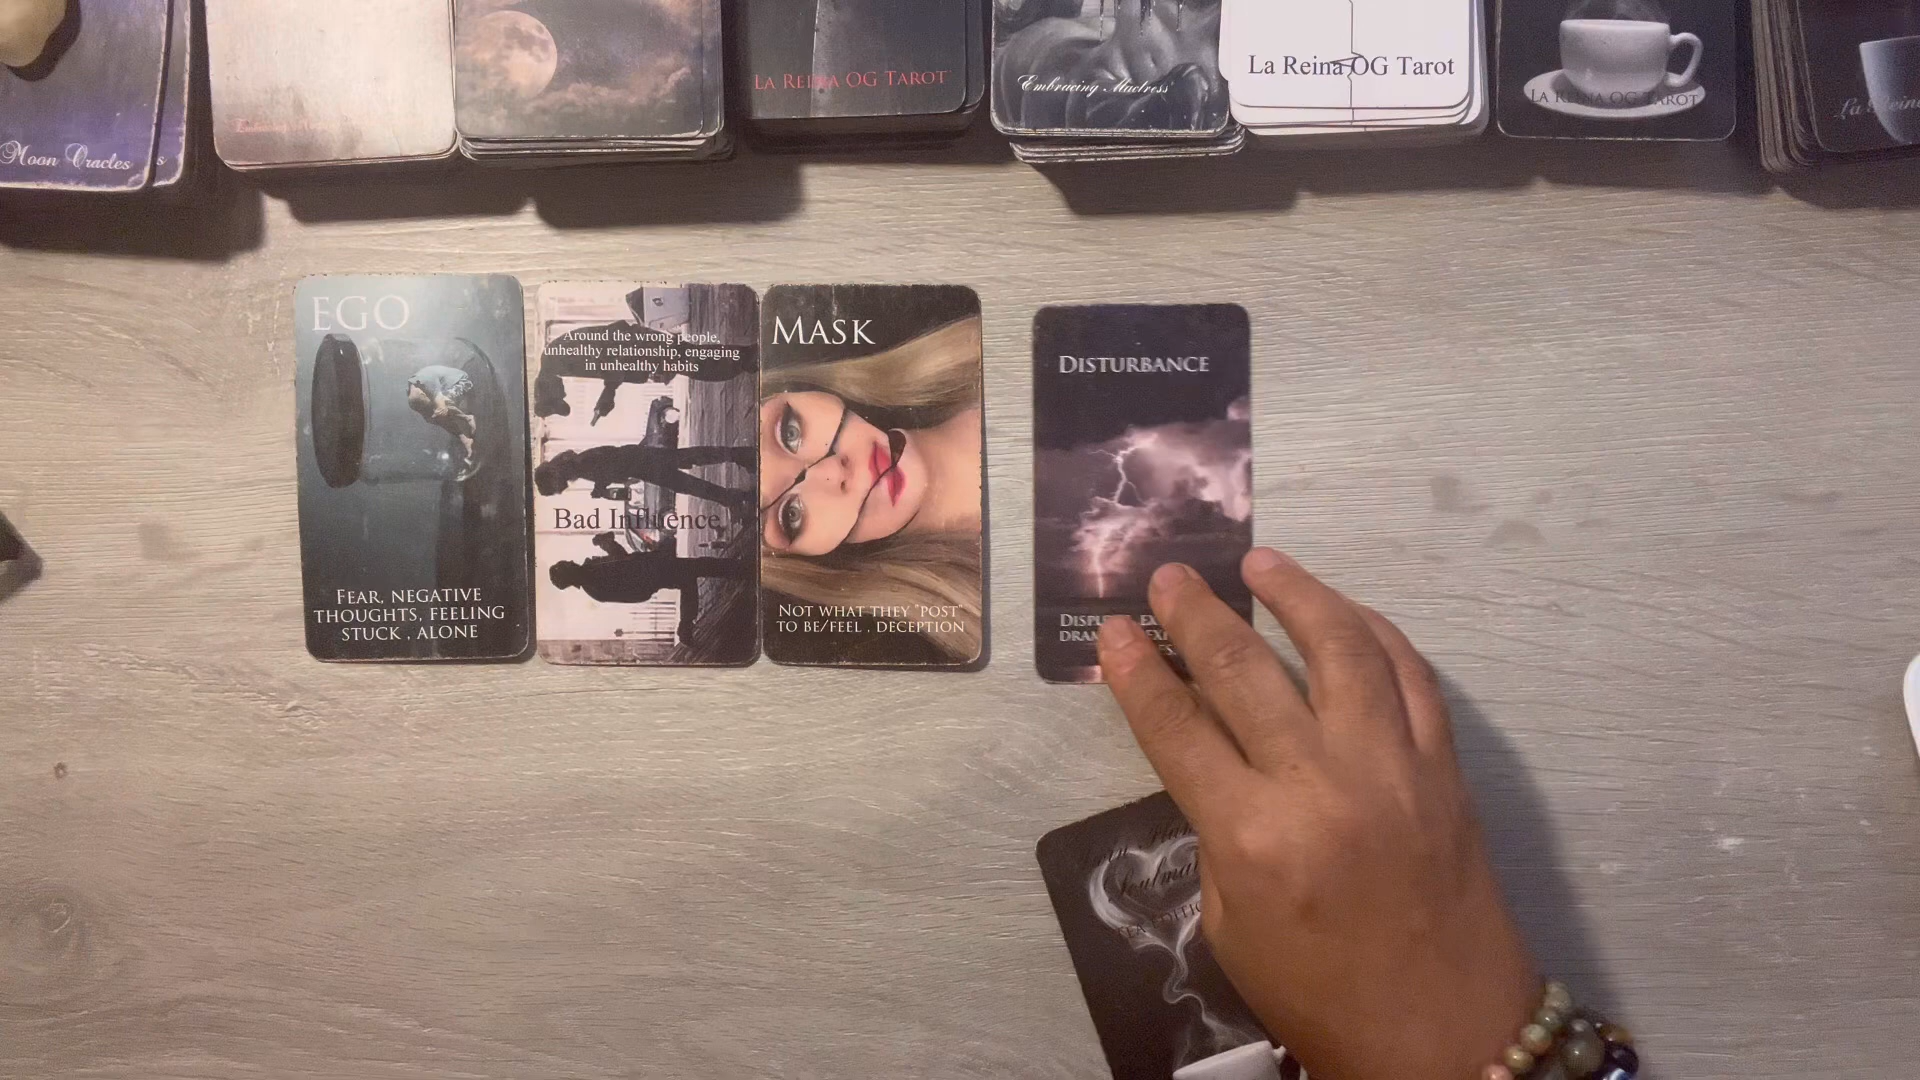 Moon Oracles
s
LA REINA OG TAROT
Embracing Madness
La Reina OG Tarot
LA REINA OG TAROT
La Reina
EGO
FEAR, NEGATIVE
THOUGHTS, FEELING
STUCK , ALONE
Around the wrong people,
unhealthy relationship, engaging
in unhealthy habits
Bad Influence
MASK
NOT WHAT THEY "POST"
TO BE/FEEL , DECEPTION
DISTURBANCE